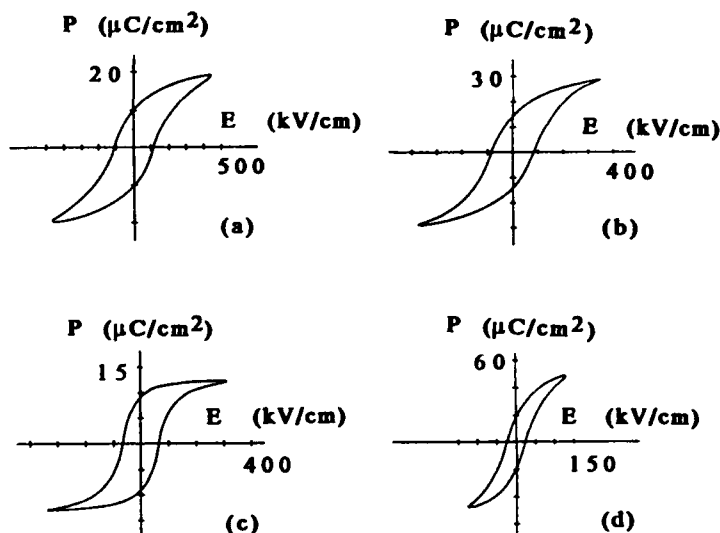 P (μC/cm²)
20
E (kV/cm)
500
(a)
P (μC/cm²)
30
E (kV/cm)
400
(b)
P (μC/cm²)
15
E (kV/cm)
400
(c)
P (μC/cm²)
60
E (kV/cm)
150
(d)